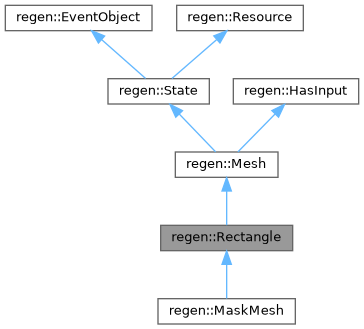 regen::EventObject
regen::Resource
regen::State
regen::HasInput
regen::Mesh
regen::Rectangle
regen::MaskMesh